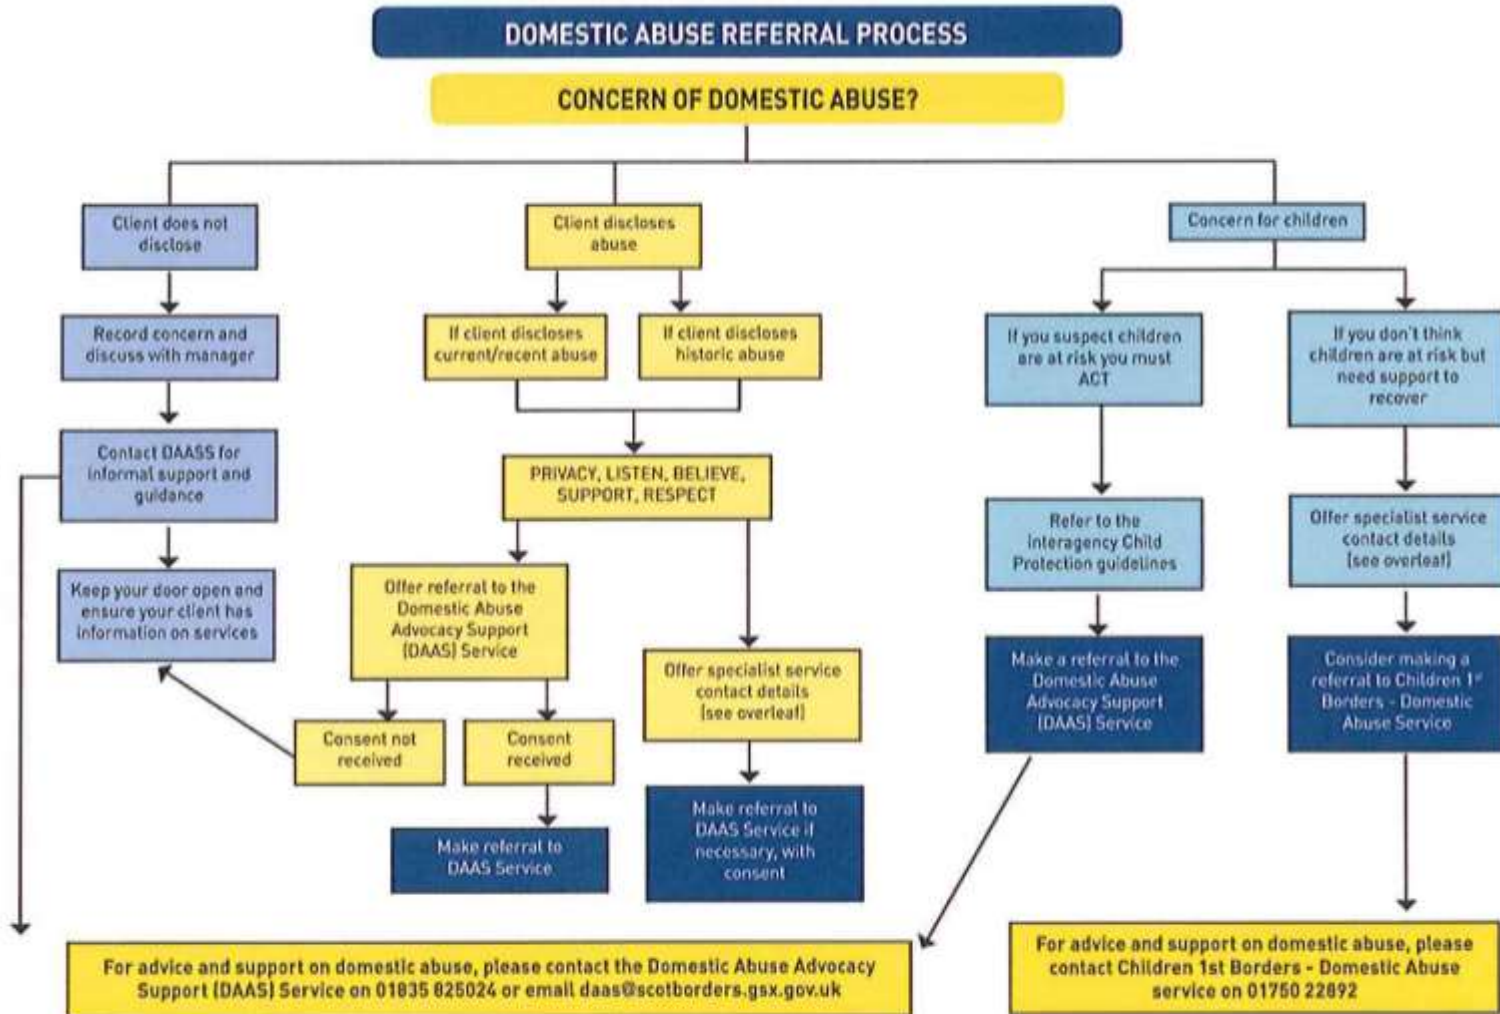 DOMESTIC ABUSE REFERRAL PROCESS
CONCERN OF DOMESTIC ABUSE?
Client does not
disclose
Record concern and
discuss with manager
Contact DAASS for
informal support and
guidance
Keep your door open and
ensure your client has
information on services
Client discloses
abuse
If client discloses
current/recent abuse
If client discloses
historic abuse
PRIVACY, LISTEN, BELIEVE,
SUPPORT, RESPECT
Offer referral to the
Domestic Abuse
Advocacy Support
(DAAS) Service
Consent not
received
Consent
received
Make referral to
DAAS Service
Offer specialist service
contact details
(see overleaf)
Make referral to
DAAS Service if
necessary, with
consent
Concern for children
If you suspect children
are at risk you must
ACT
Refer to the
interagency Child
Protection guidelines
Make a referral to the
Domestic Abuse
Advocacy Support
(DAAS) Service
If you don't think
children are at risk but
need support to
recover
Offer specialist service
contact details
(see overleaf)
Consider making a
referral to Children 1st
Borders - Domestic
Abuse Service
For advice and support on domestic abuse, please contact the Domestic Abuse Advocacy
Support (DAAS) Service on 01835 825024 or email daas@scotborders.gsx.gov.uk
For advice and support on domestic abuse, please
contact Children 1st Borders - Domestic Abuse
service on 01750 22892